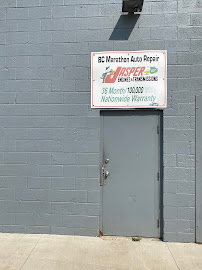 BC Marathon Auto Repair
JASPER
ENGINES & TRANSMISSIONS
36 Month/100,000
Nationwide Warranty